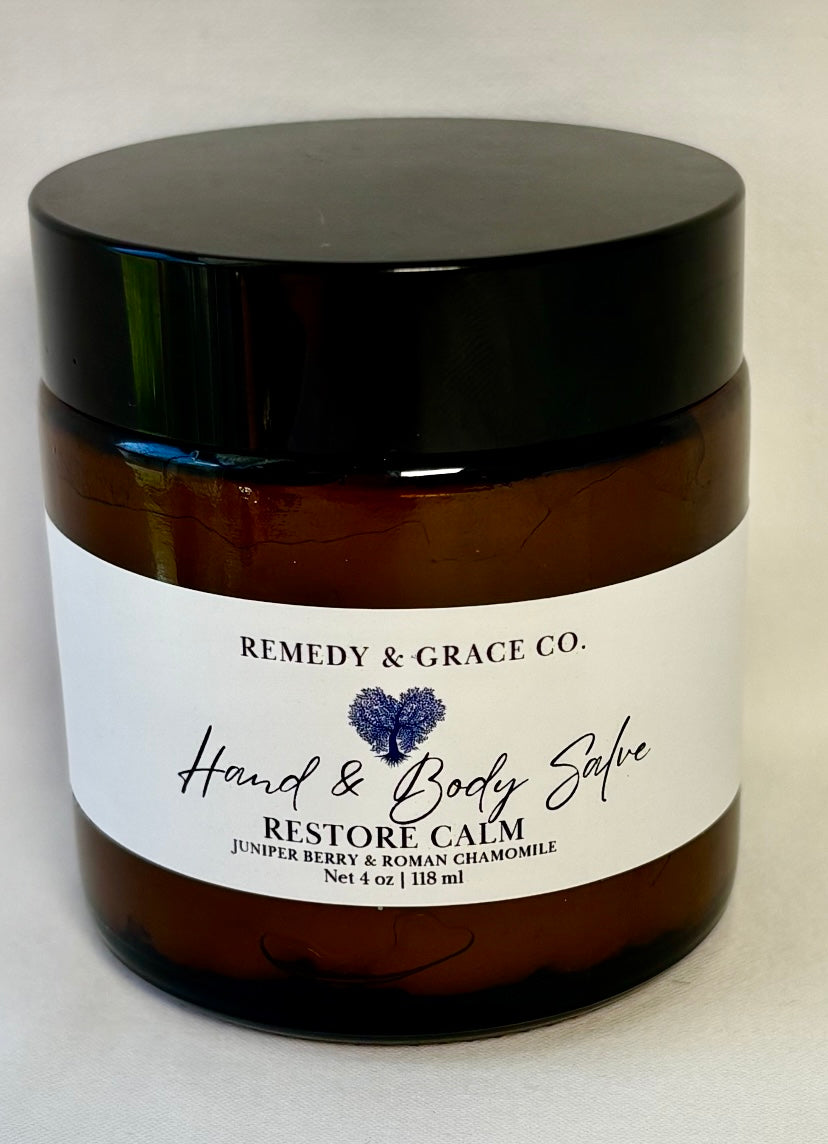 REMEDY & GRACE CO.
Hand & Body Salve
RESTORE CALM
JUNIPER BERRY & ROMAN CHAMOMILE
Net 4 oz | 118 ml